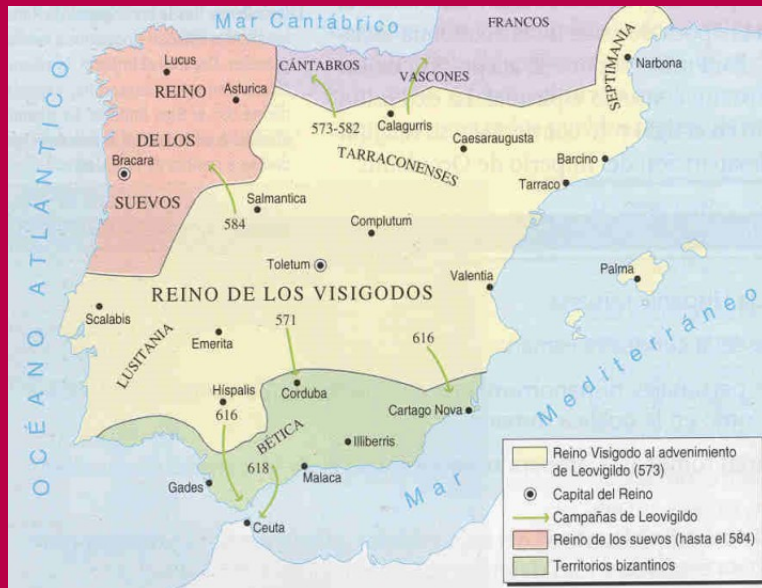 Mar Cantábrico
FRANCOS
SEPTIMANIA
OCÉANO ATLÁNTICO
Lucus
CÁNTABROS
VASCONES
Narbona
REINO
Asturica
573-582
Calagurris
Caesaraugusta
DE LOS
TARRACONENSES
Barcino
Bracara
Tarraco
SUEVOS
584
Salmantica
Complutum
Toletum
Valentia
Palma
REINO DE LOS VISIGODOS
Scalabis
LUSITANIA
Emerita
571
616
Mar Mediterráneo
Híspalis
Corduba
Cartago Nova
616
BÉTICA
Illiberris
618
Gades
Malaca
Ceuta
Reino Visigodo al advenimiento
de Leovigildo (573)
Capital del Reino
Campañas de Leovigildo
Reino de los suevos (hasta el 584)
Territorios bizantinos